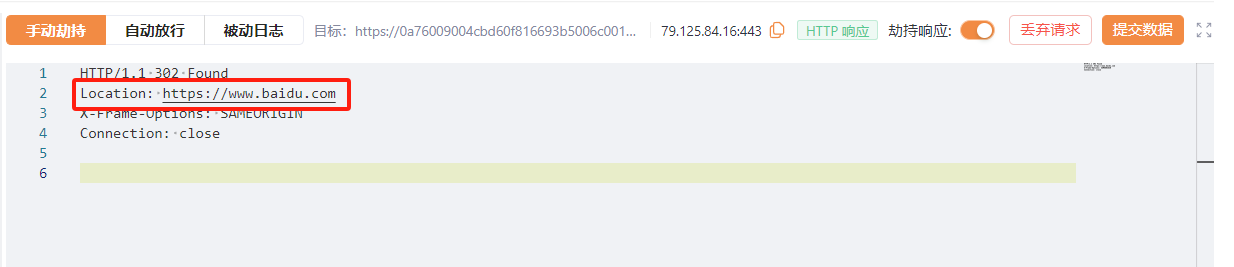 手动劫持 自动放行 被动日志 目标: https://0a76009004cbd60f816693b5006c001... 79.125.84.16:443 HTTP 响应 劫持响应: 丢弃请求 提交数据
1 HTTP/1.1 302 Found
2 Location: https://www.baidu.com
3 X-Frame-Options: SAMEORIGIN
4 Connection: close
5
6